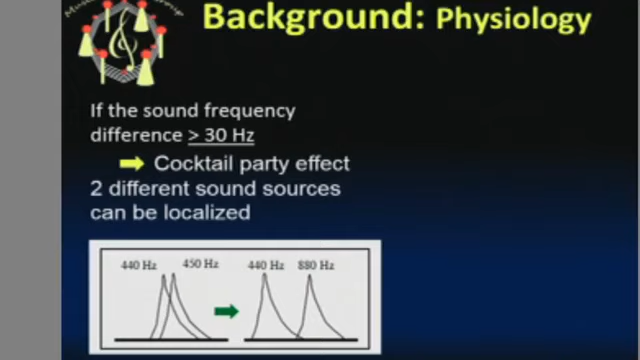 Background: Physiology
If the sound frequency
difference > 30 Hz
Cocktail party effect
2 different sound sources
can be localized
440 Hz 450 Hz 440 Hz 880 Hz